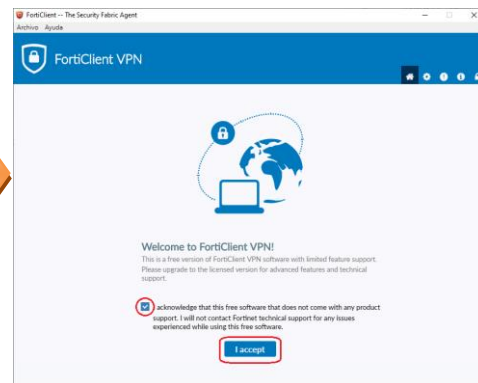 FortiClient -- The Security Fabric Agent
Archivo Ayuda
FortiClient VPN
Welcome to FortiClient VPN!
This is a free version of FortiClient VPN software with limited feature support.
Please upgrade to the licensed version for advanced features and technical
support.
acknowledge that this free software that does not come with any product
support. I will not contact Fortinet technical support for any issues
experienced while using this free software.
I accept